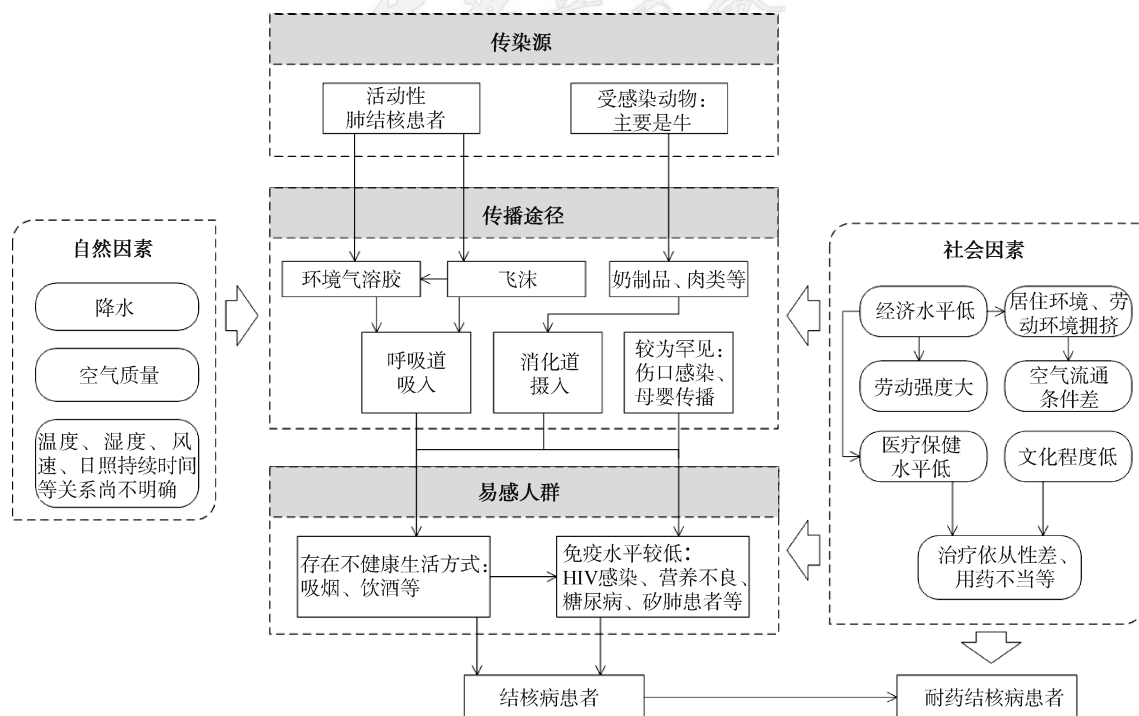 传染源
活动性
肺结核患者
受感染动物：
主要是牛
传播途径
环境气溶胶
飞沫
奶制品、肉类等
呼吸道
吸入
消化道
摄入
较为罕见：
伤口感染、
母婴传播
自然因素
降水
空气质量
温度、湿度、风
速、日照持续时间
等关系尚不明确
社会因素
经济水平低
居住环境、劳
动环境拥挤
劳动强度大
空气流通
条件差
医疗保健
水平低
文化程度低
治疗依从性差、
用药不当等
易感人群
存在不健康生活方式：
吸烟、饮酒等
免疫水平较低：
HIV感染、营养不良、
糖尿病、矽肺患者等
结核病患者
耐药结核病患者